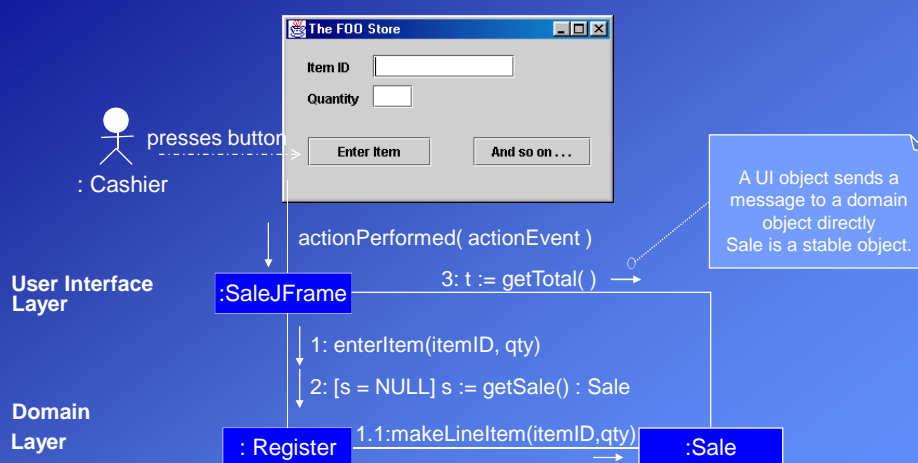 The FOO Store
Item ID
Quantity
Enter Item
And so on . . .
presses button
: Cashier
A UI object sends a
message to a domain
object directly
Sale is a stable object.
actionPerformed( actionEvent )
3: t := getTotal( )
User Interface
Layer
:SaleJFrame
1: enterItem(itemID, qty)
2: [s = NULL] s := getSale() : Sale
Domain
Layer
: Register
1.1:makeLineItem(itemID,qty)
:Sale